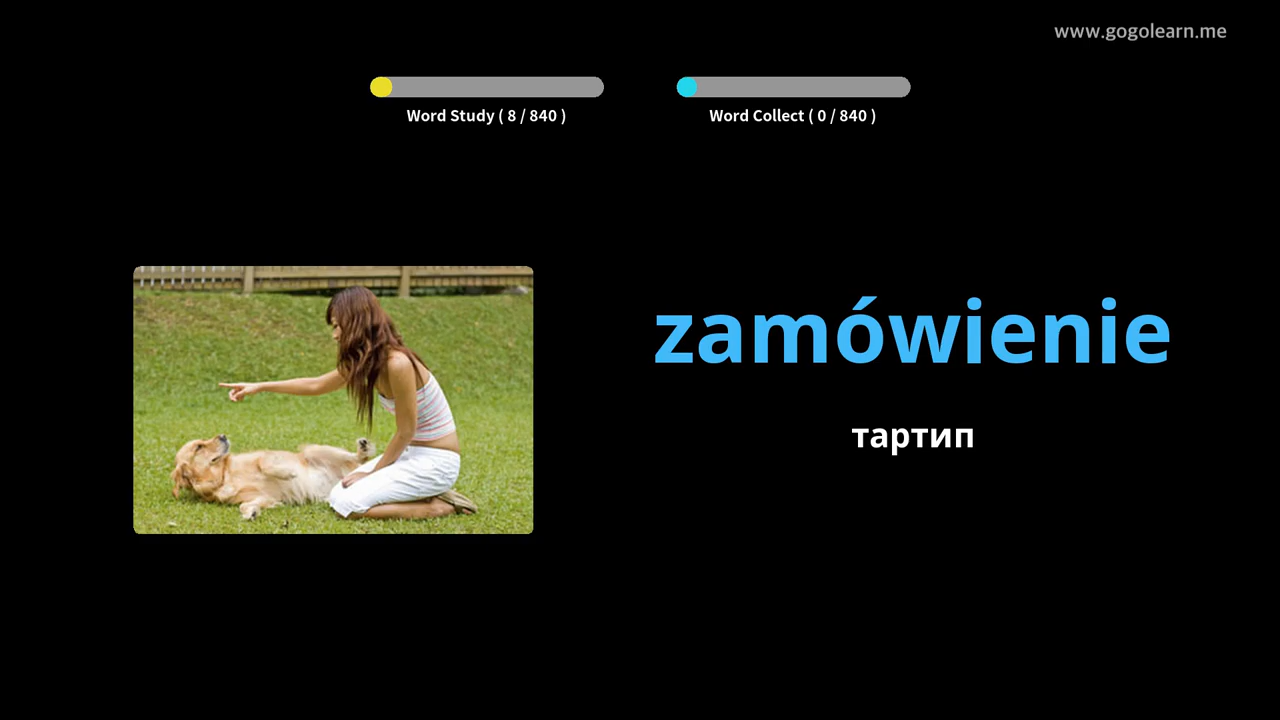 www.gogolearn.me
Word Study ( 8 / 840 )
Word Collect ( 0 / 840 )
zamówienie
тартип